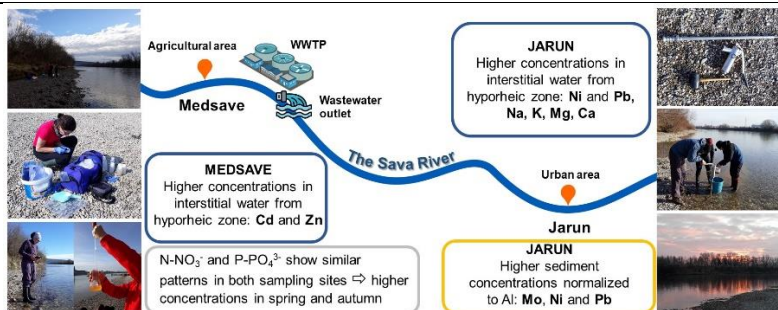 Agricultural area
WWTP
Medsave
Wastewater
outlet
The Sava River
Urban area
Jarun
JARUN
Higher concentrations in
interstitial water from
hyporheic zone: Ni and Pb,
Na, K, Mg, Ca
MEDSAVE
Higher concentrations in
interstitial water from
hyporheic zone: Cd and Zn
N-NO₃⁻ and P-PO₄³⁻ show similar
patterns in both sampling sites ⇨ higher
concentrations in spring and autumn
JARUN
Higher sediment
concentrations normalized
to Al: Mo, Ni and Pb